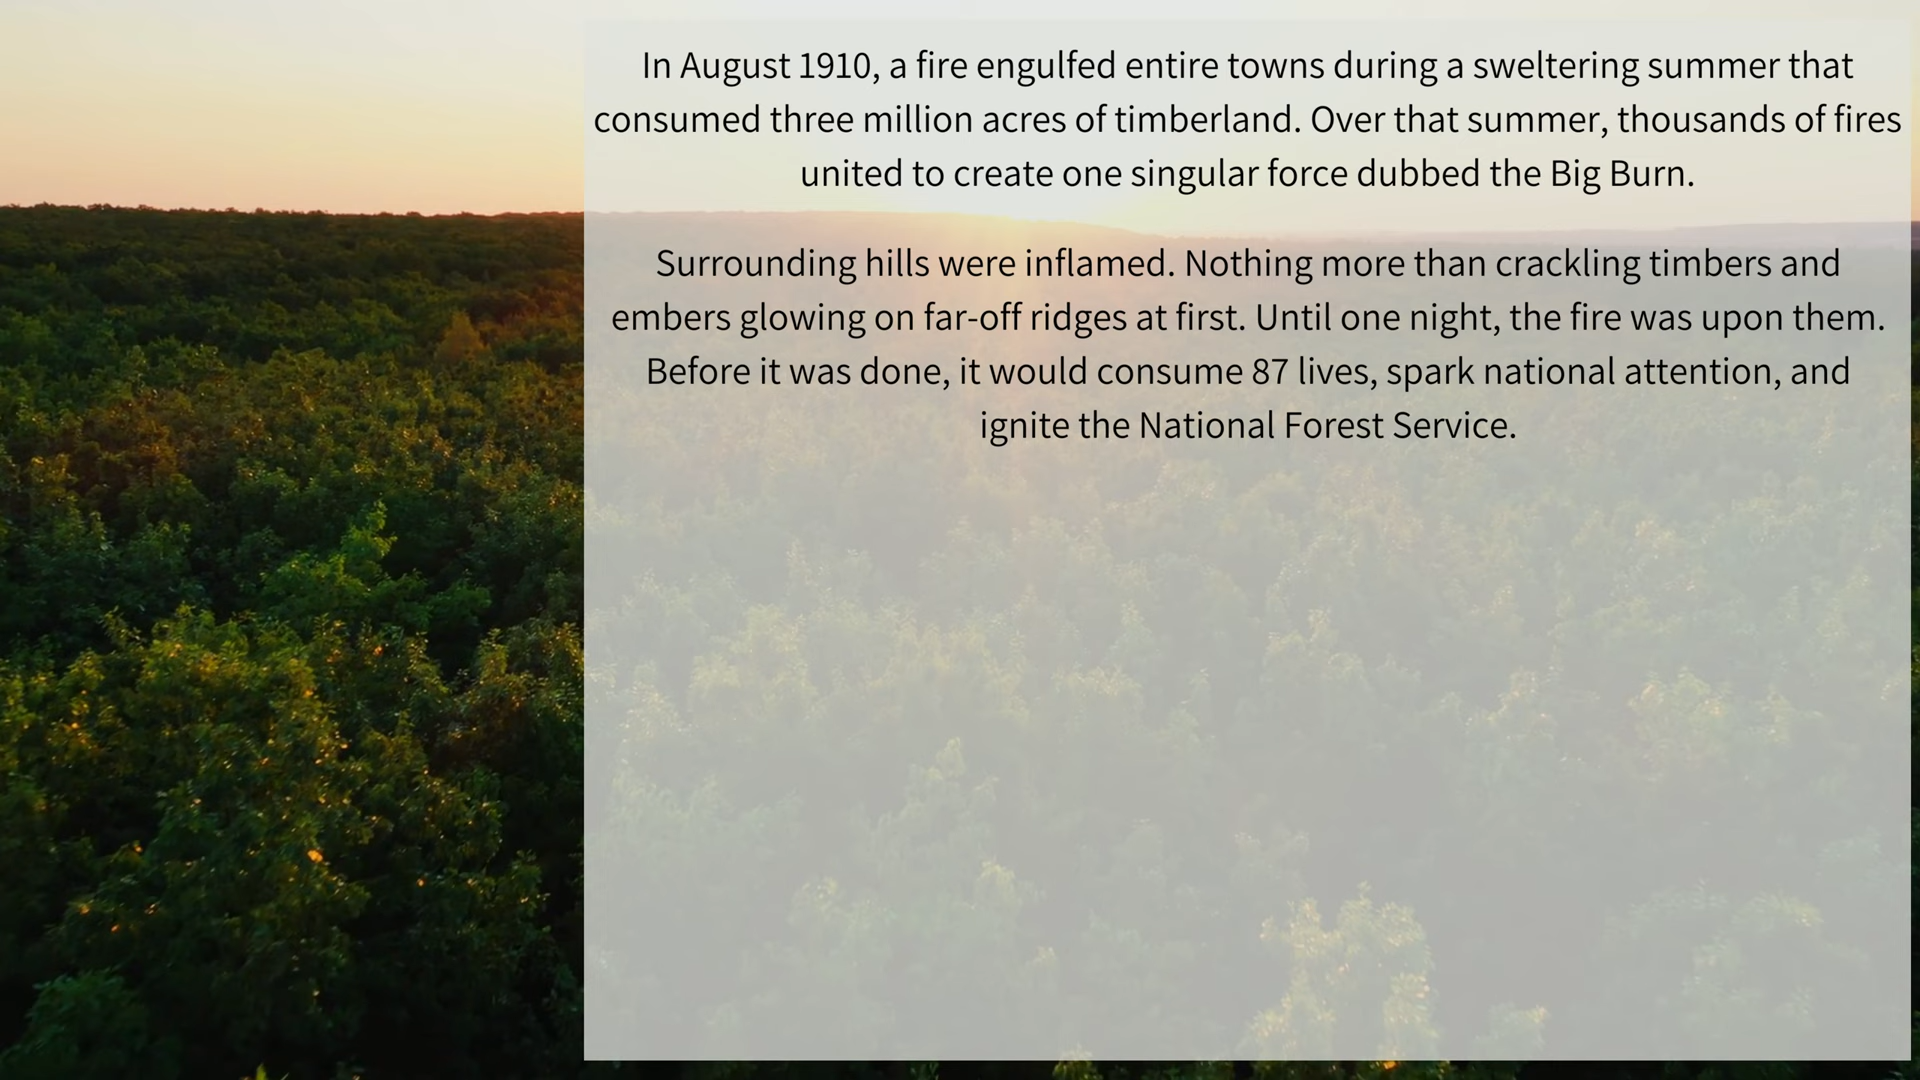 In August 1910, a fire engulfed entire towns during a sweltering summer that
consumed three million acres of timberland. Over that summer, thousands of fires
united to create one singular force dubbed the Big Burn.
Surrounding hills were inflamed. Nothing more than crackling timbers and
embers glowing on far-off ridges at first. Until one night, the fire was upon them.
Before it was done, it would consume 87 lives, spark national attention, and
ignite the National Forest Service.